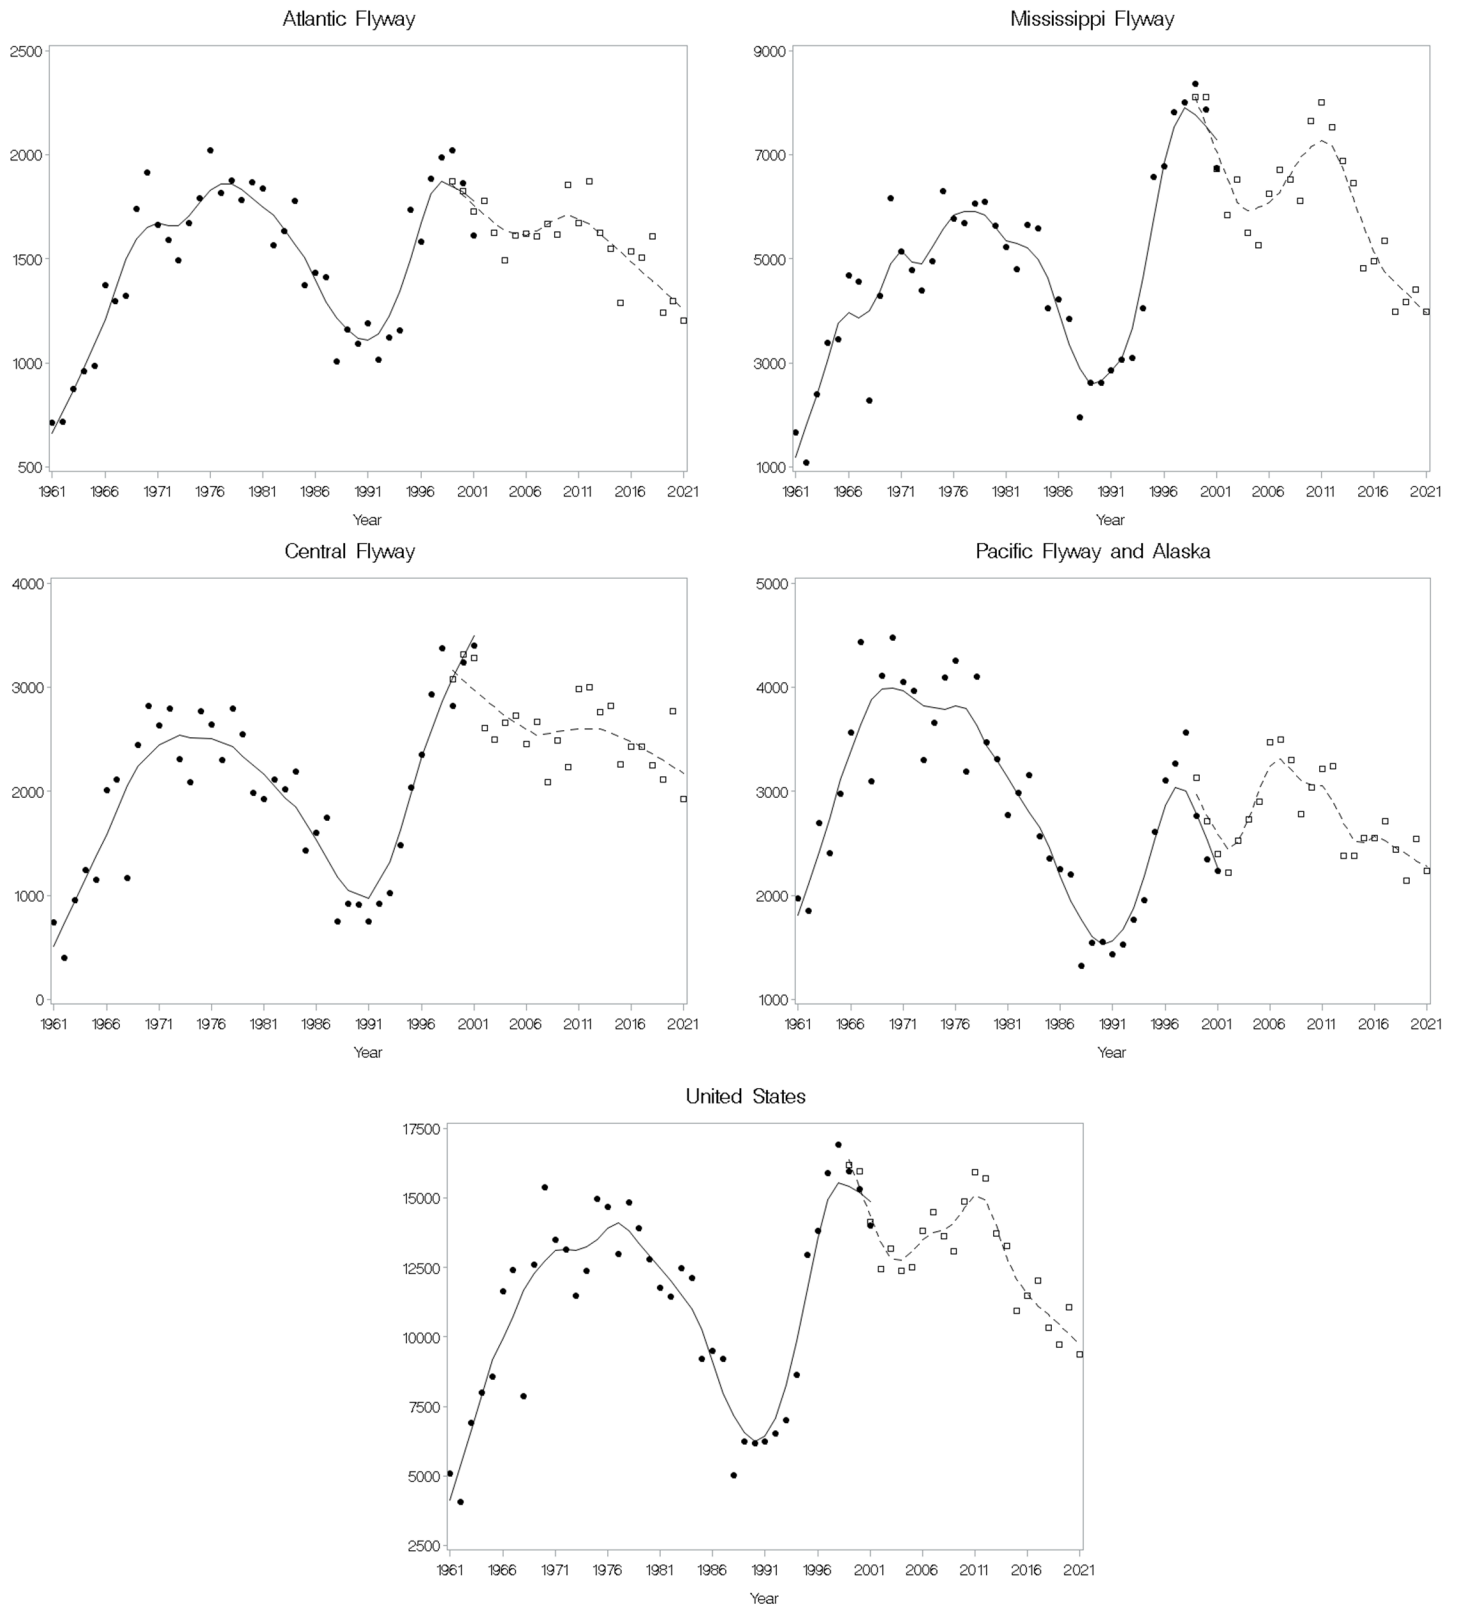 Atlantic Flyway
2500
2000
1500
1000
500
1961 1966 1971 1976 1981 1986 1991 1996 2001 2006 2011 2016 2021
Year
Mississippi Flyway
9000
7000
5000
3000
1000
1961 1966 1971 1976 1981 1986 1991 1996 2001 2006 2011 2016 2021
Year
Central Flyway
4000
3000
2000
1000
0
1961 1966 1971 1976 1981 1986 1991 1996 2001 2006 2011 2016 2021
Year
Pacific Flyway and Alaska
5000
4000
3000
2000
1000
1961 1966 1971 1976 1981 1986 1991 1996 2001 2006 2011 2016 2021
Year
United States
17500
15000
12500
10000
7500
5000
2500
1961 1966 1971 1976 1981 1986 1991 1996 2001 2006 2011 2016 2021
Year